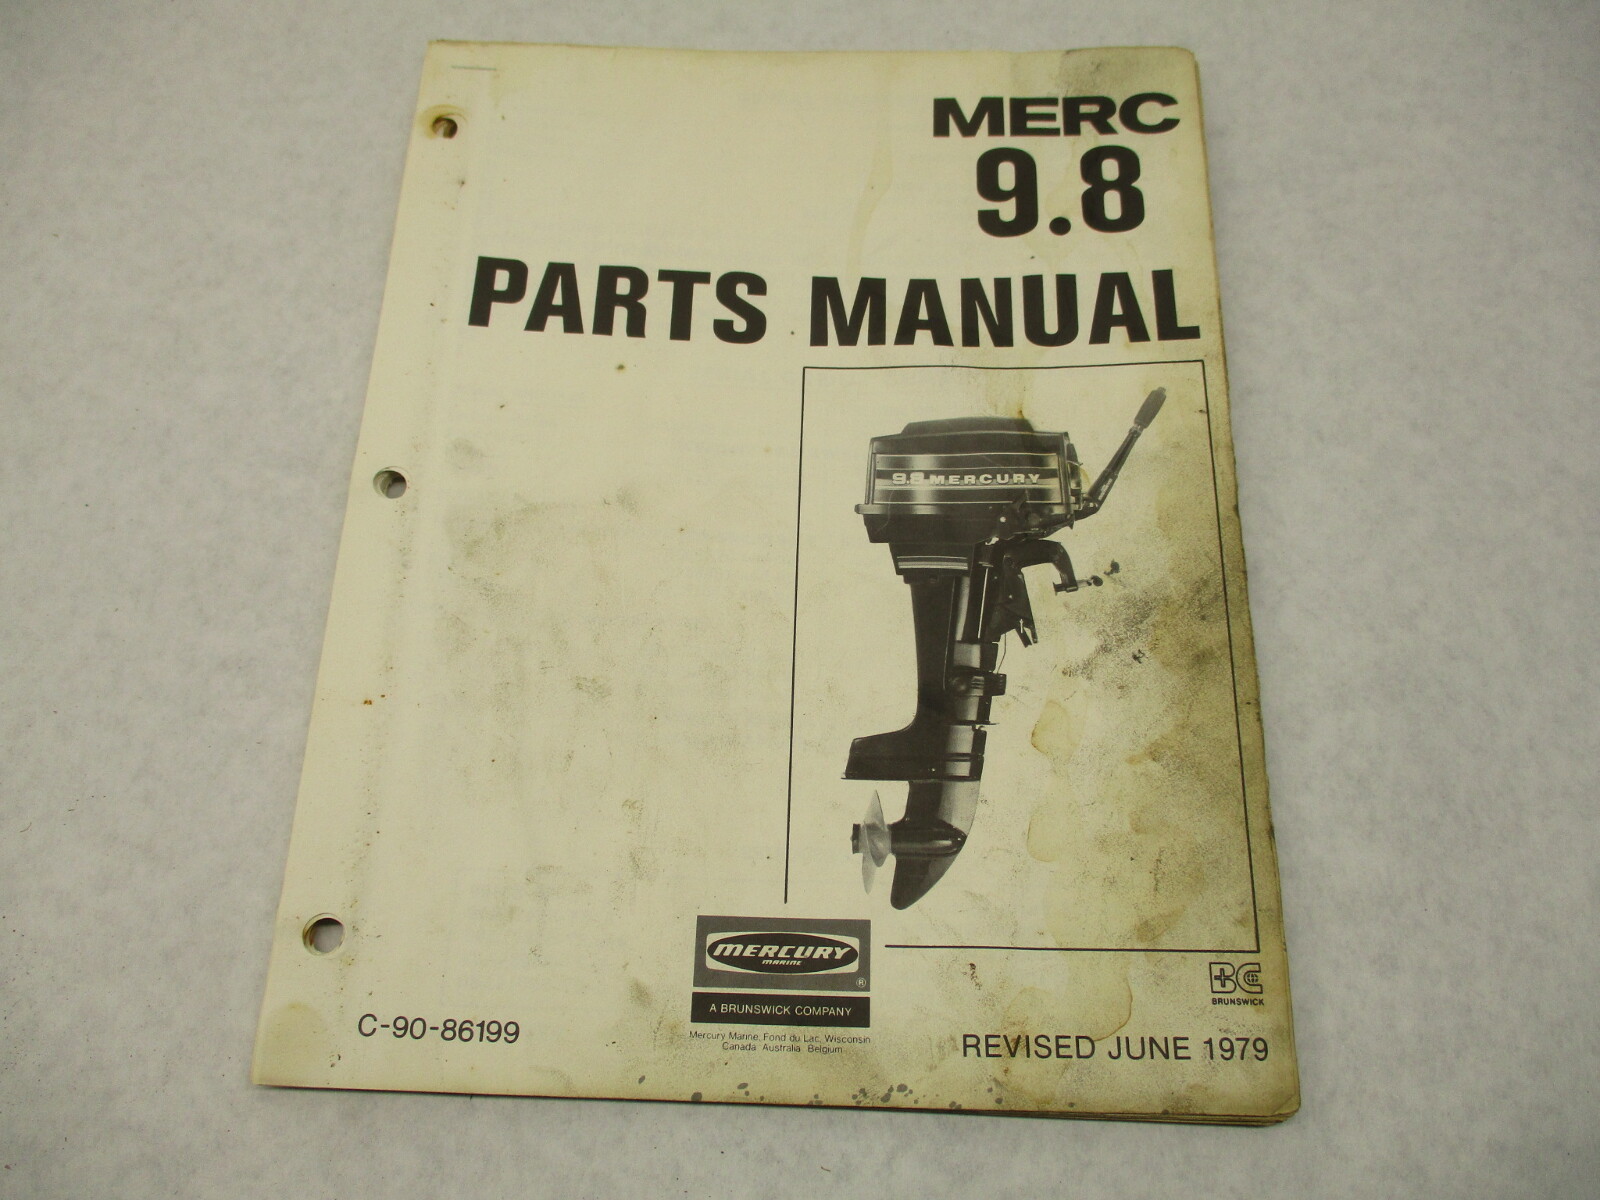 MERC
9.8
PARTS MANUAL
9.8 MERCURY
MERCURY
MARINE
®
A BRUNSWICK COMPANY
Mercury Marine, Fond du Lac, Wisconsin
Canada Australia Belgium
BC
BRUNSWICK
C-90-86199
REVISED JUNE 1979